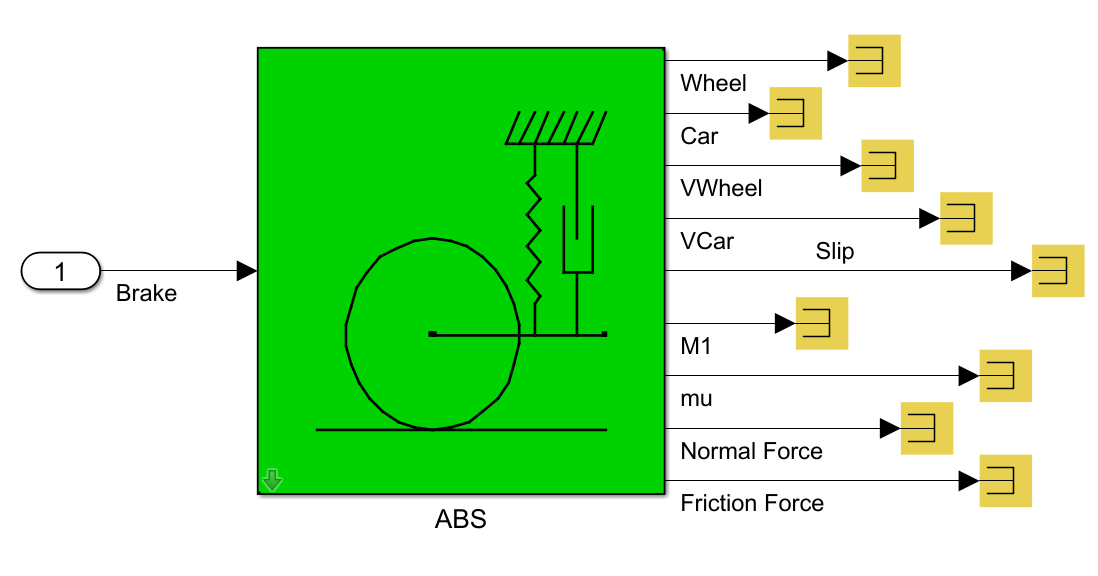 1
Brake
Wheel
Car
VWheel
VCar
Slip
M1
mu
Normal Force
Friction Force
ABS